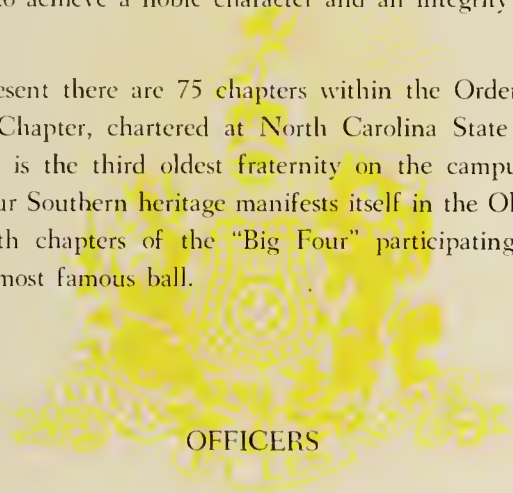 to achieve a noble character and an integrity
esent there are 75 chapters within the Order
Chapter, chartered at North Carolina State
is the third oldest fraternity on the campu
ur Southern heritage manifests itself in the Ol
th chapters of the "Big Four" participating
most famous ball.
OFFICERS